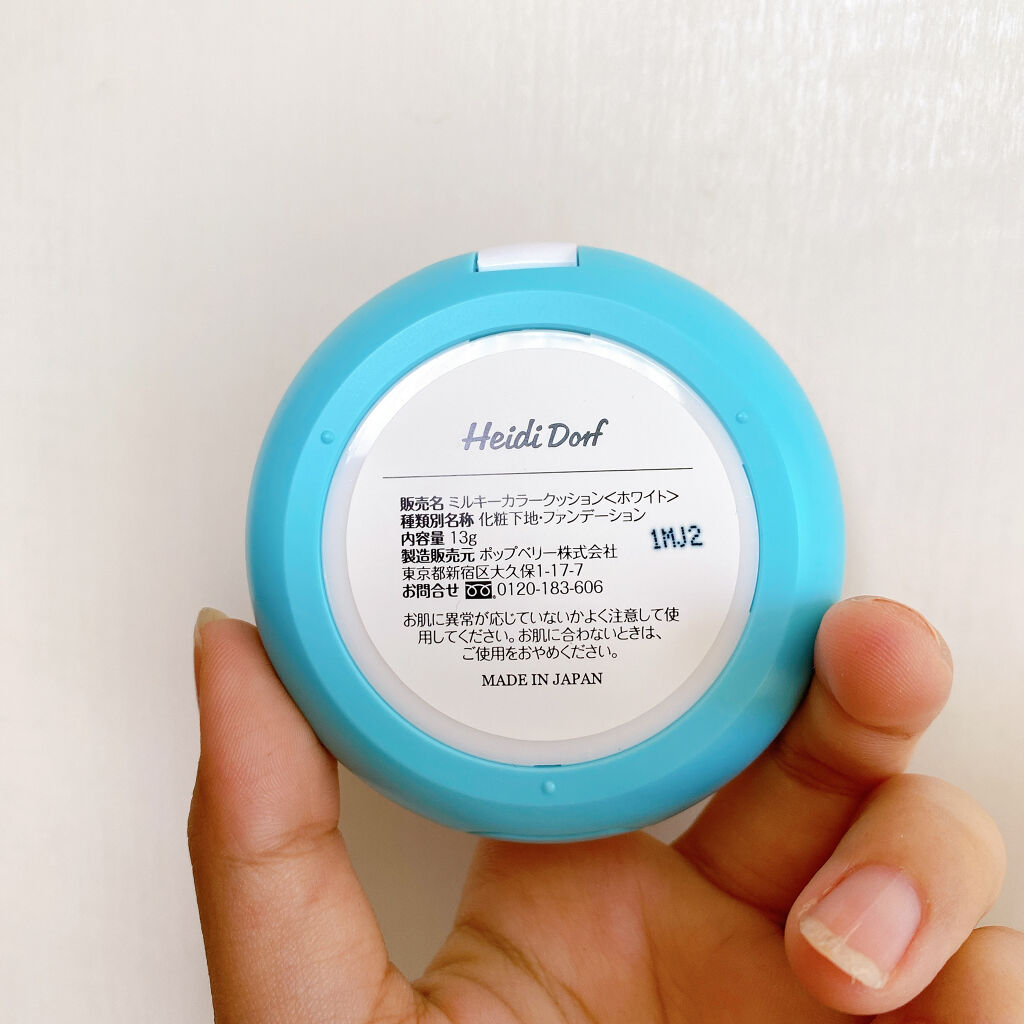 Heidi Dorf
販売名 ミルキーカラークッション<ホワイト>
種類別名称 化粧下地・ファンデーション
内容量 13g
1MJ2
製造販売元 ポップベリー株式会社
東京都新宿区大久保1-17-7
お問合せ 0120-183-606
お肌に異常が応じていないかよく注意して使
用してください。お肌に合わないときは、
ご使用をおやめください。
MADE IN JAPAN